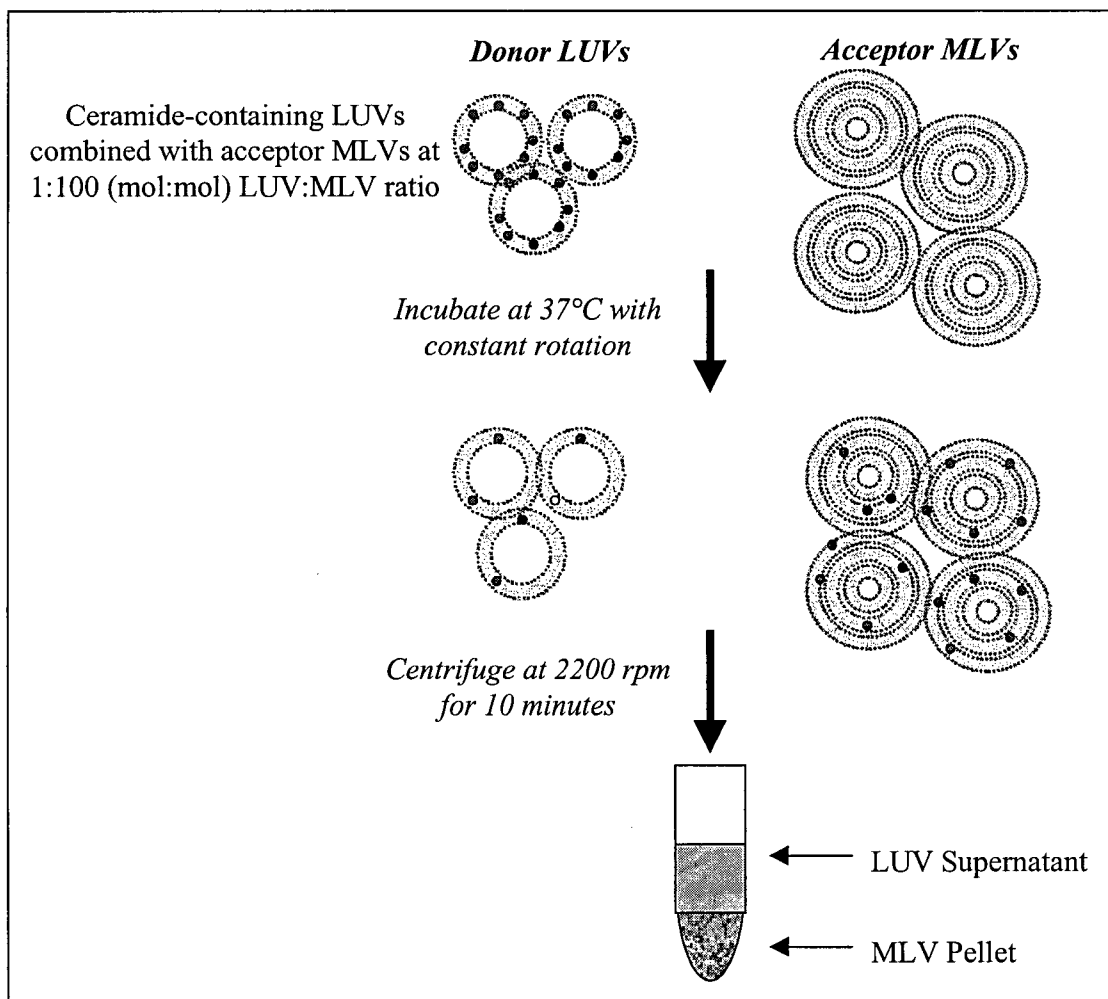 Donor LUVs
Acceptor MLVs
Ceramide-containing LUVs
combined with acceptor MLVs at
1:100 (mol:mol) LUV:MLV ratio
Incubate at 37°C with
constant rotation
Centrifuge at 2200 rpm
for 10 minutes
LUV Supernatant
MLV Pellet